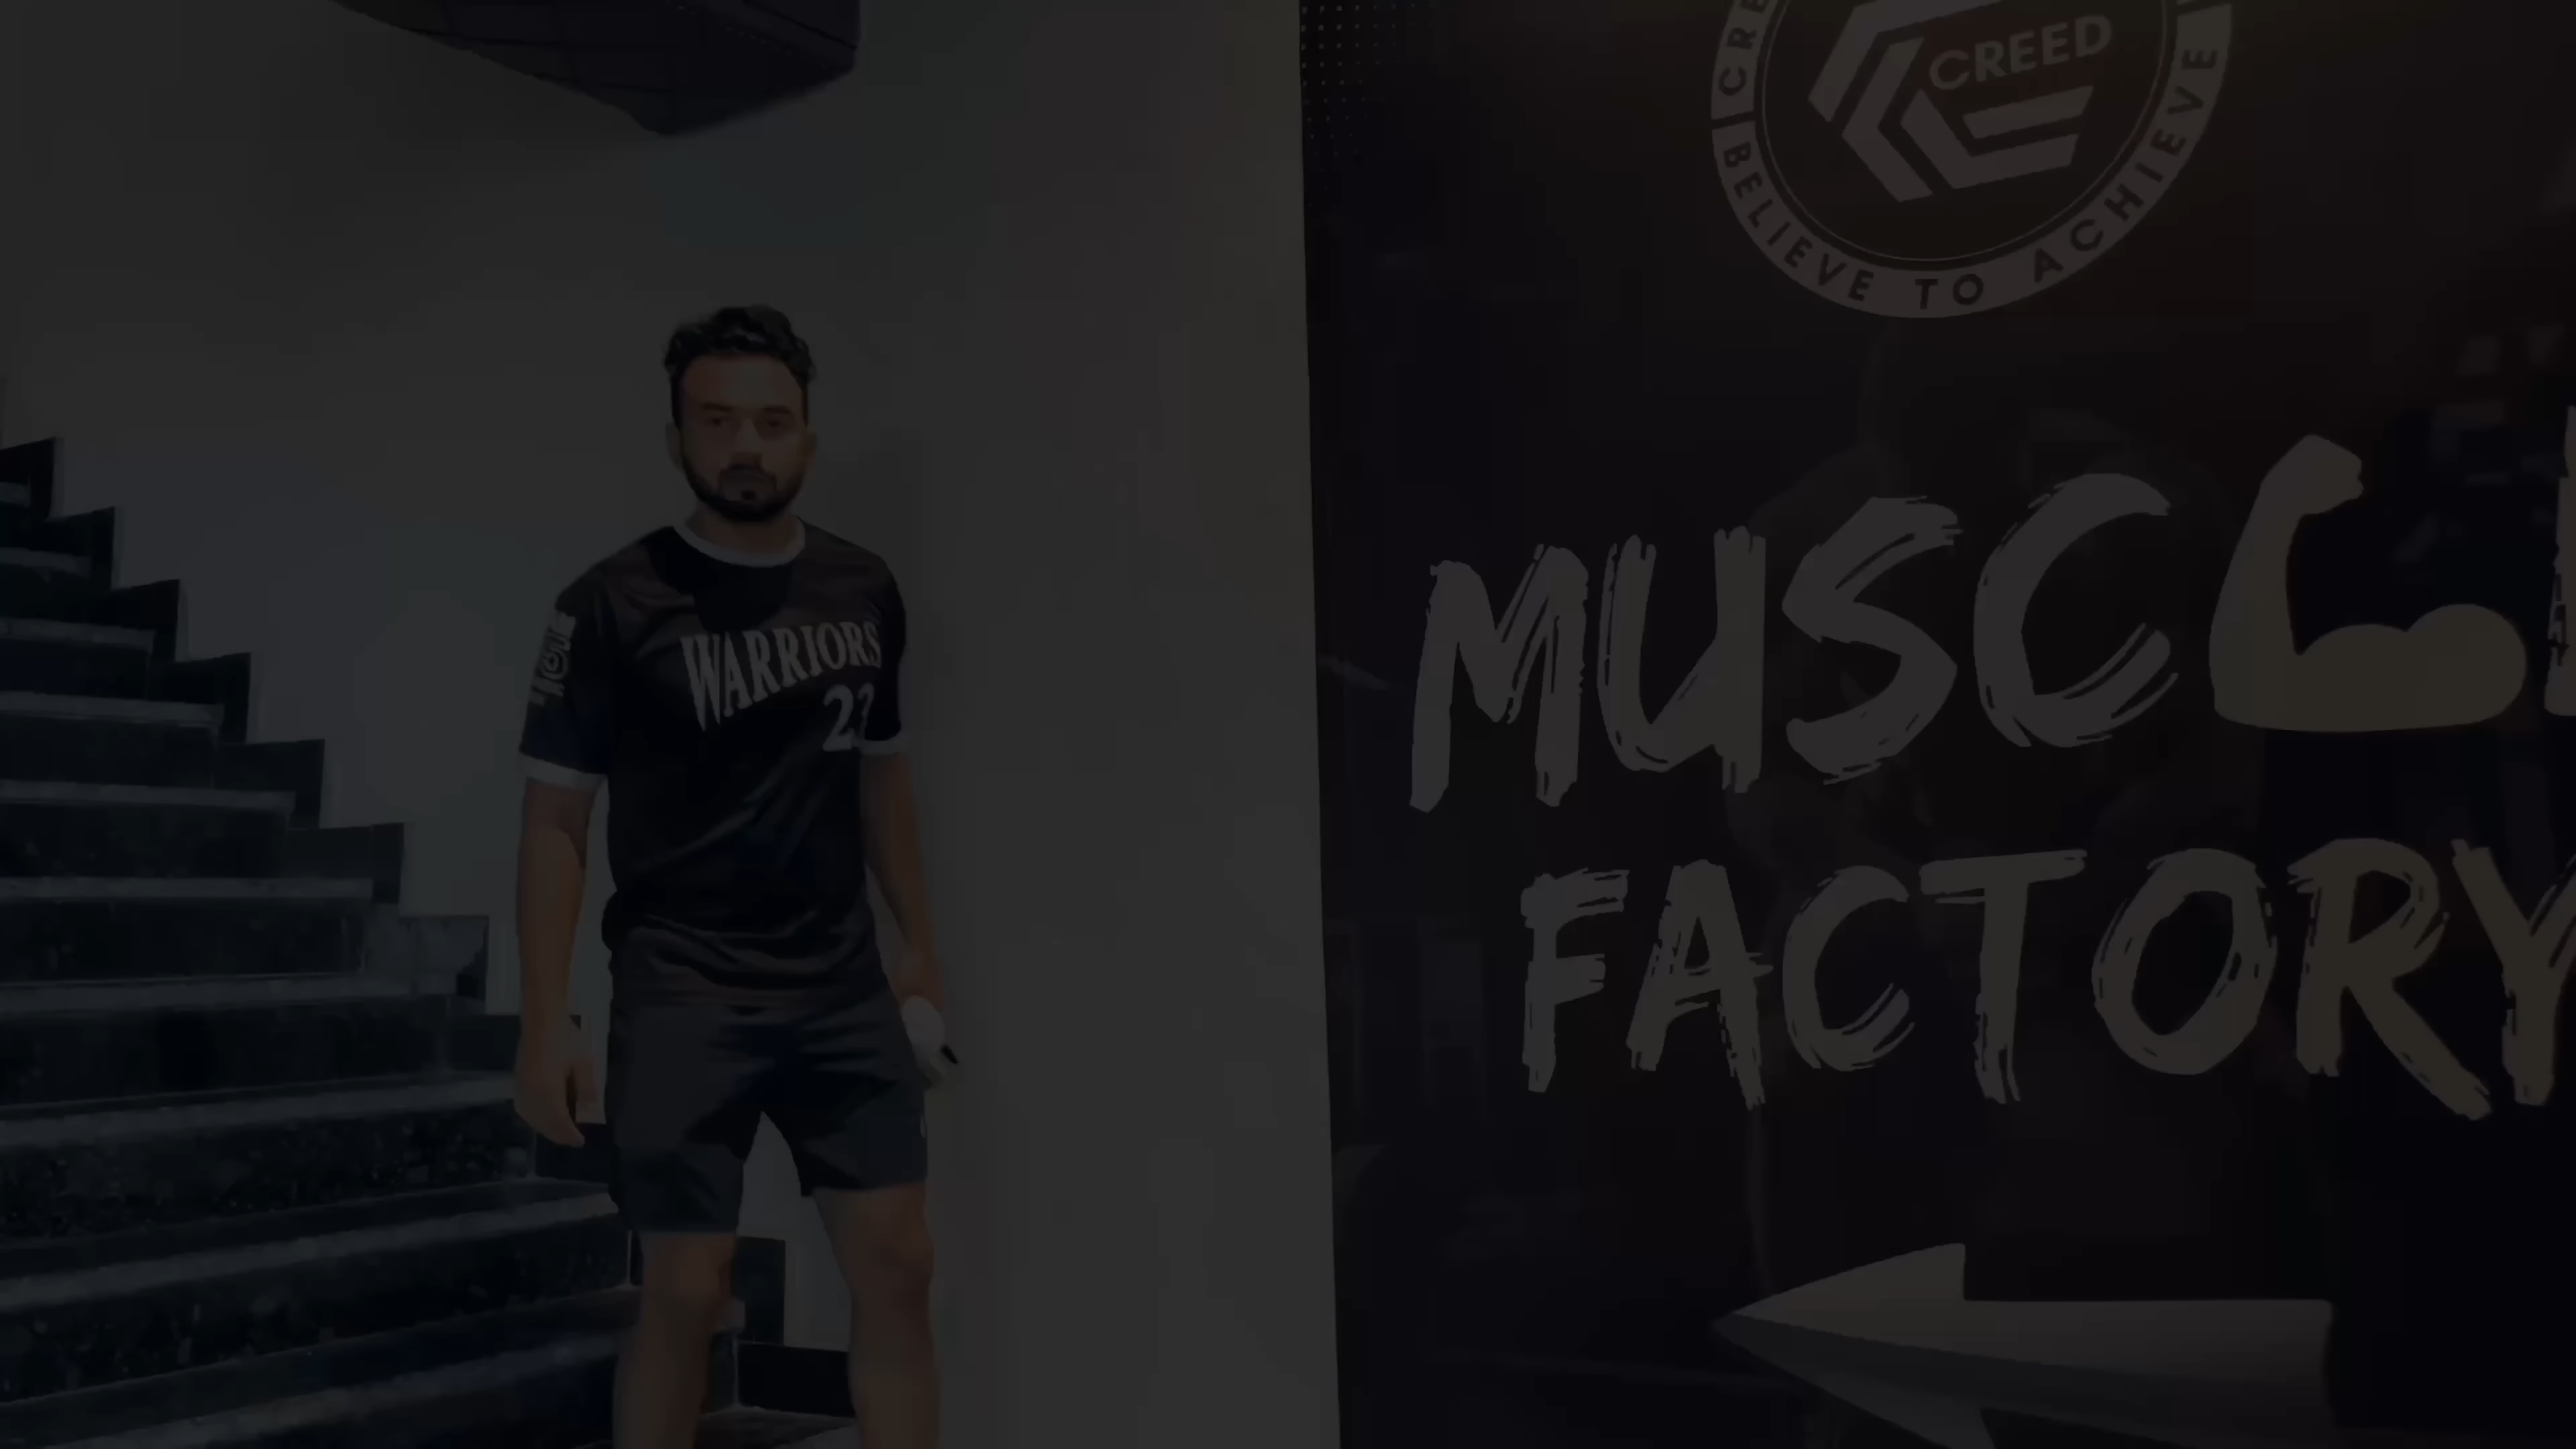 CREED
BELIEVE TO ACHIEVE
WARRIORS
23
MUSC
FACTORY